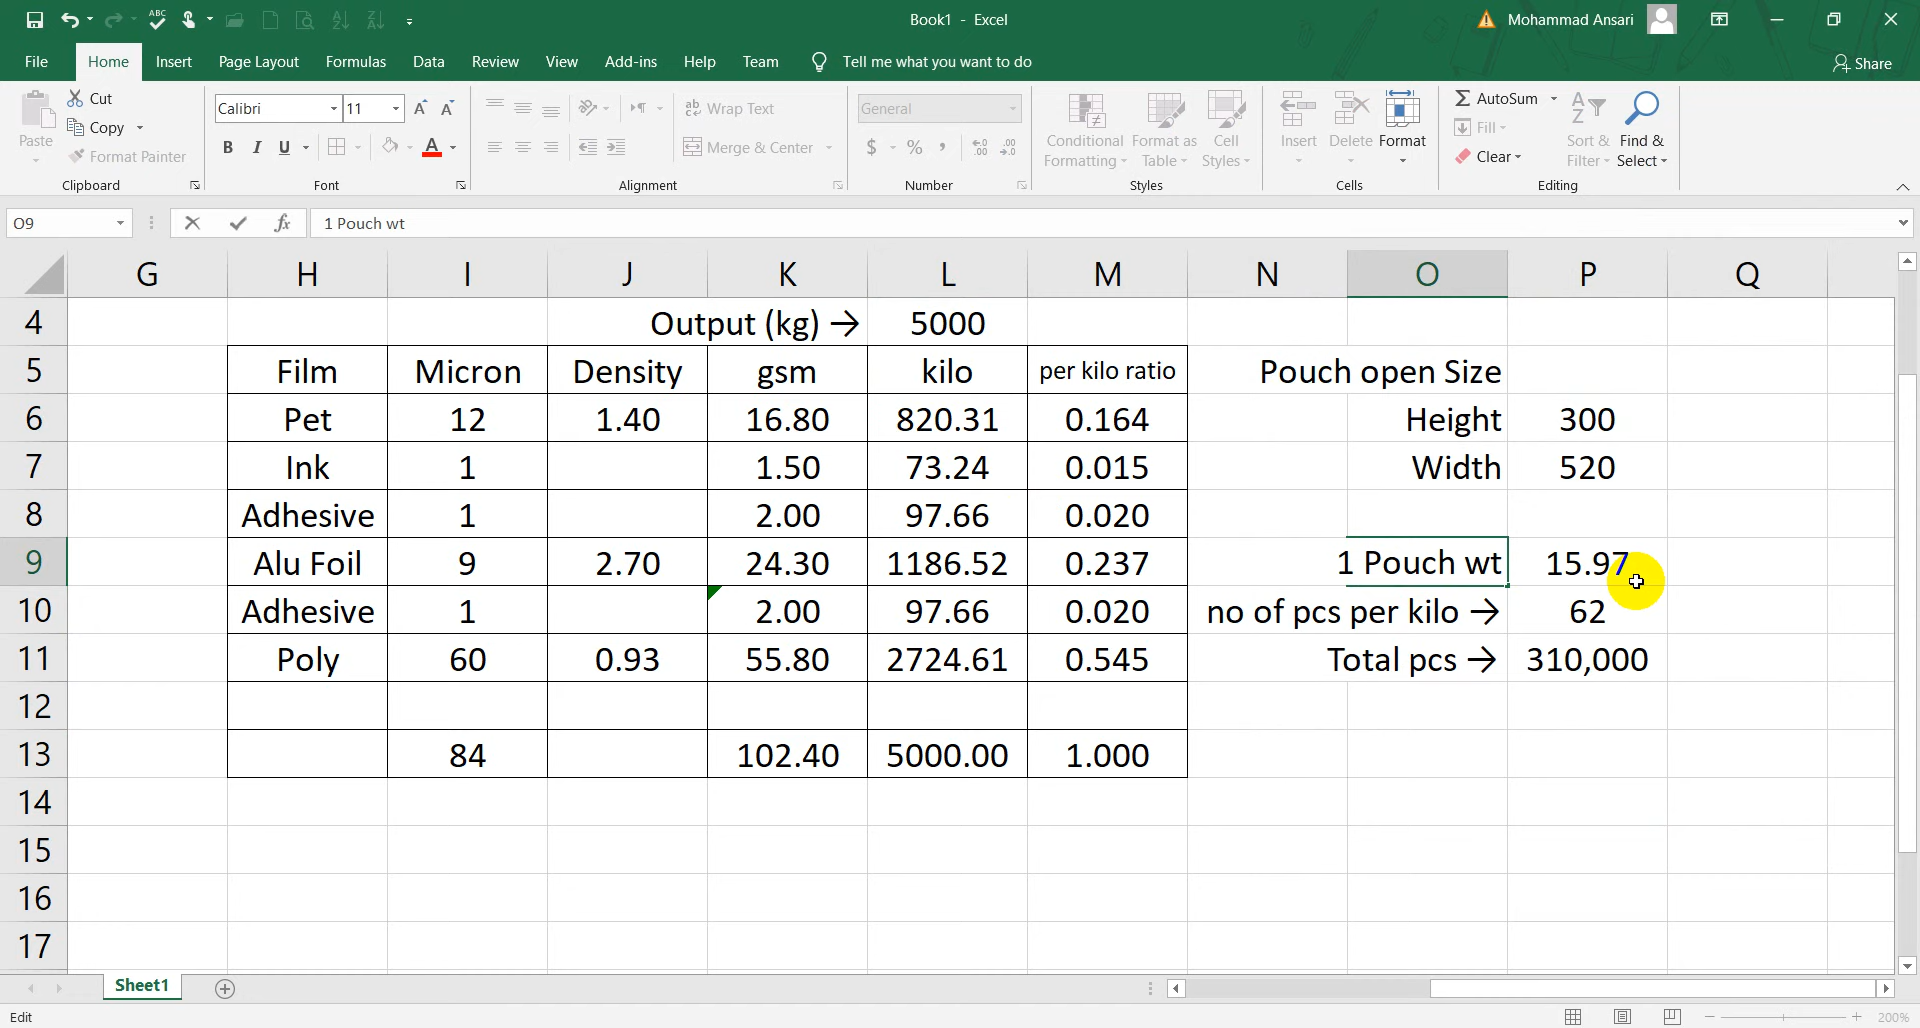 Book1 - Excel
Mohammad Ansari
File Home Insert Page Layout Formulas Data Review View Add-ins Help Team Tell me what you want to do Share
Paste
Cut
Copy
Format Painter
Clipboard
Calibri 11
B I U
Font
Wrap Text
Merge & Center
Alignment
General
$ % ,
Number
Conditional Formatting
Format as Table
Cell Styles
Styles
Insert Delete Format
Cells
AutoSum
Fill
Clear
Sort & Filter
Find & Select
Editing
O9 fx 1 Pouch wt
G H I J K L M N O P Q
4 Output (kg) → 5000
5 Film Micron Density gsm kilo per kilo ratio Pouch open Size
6 Pet 12 1.40 16.80 820.31 0.164 Height 300
7 Ink 1 1.50 73.24 0.015 Width 520
8 Adhesive 1 2.00 97.66 0.020
9 Alu Foil 9 2.70 24.30 1186.52 0.237 1 Pouch wt 15.97
10 Adhesive 1 2.00 97.66 0.020 no of pcs per kilo → 62
11 Poly 60 0.93 55.80 2724.61 0.545 Total pcs → 310,000
12
13 84 102.40 5000.00 1.000
14
15
16
17
Sheet1
Edit 200%